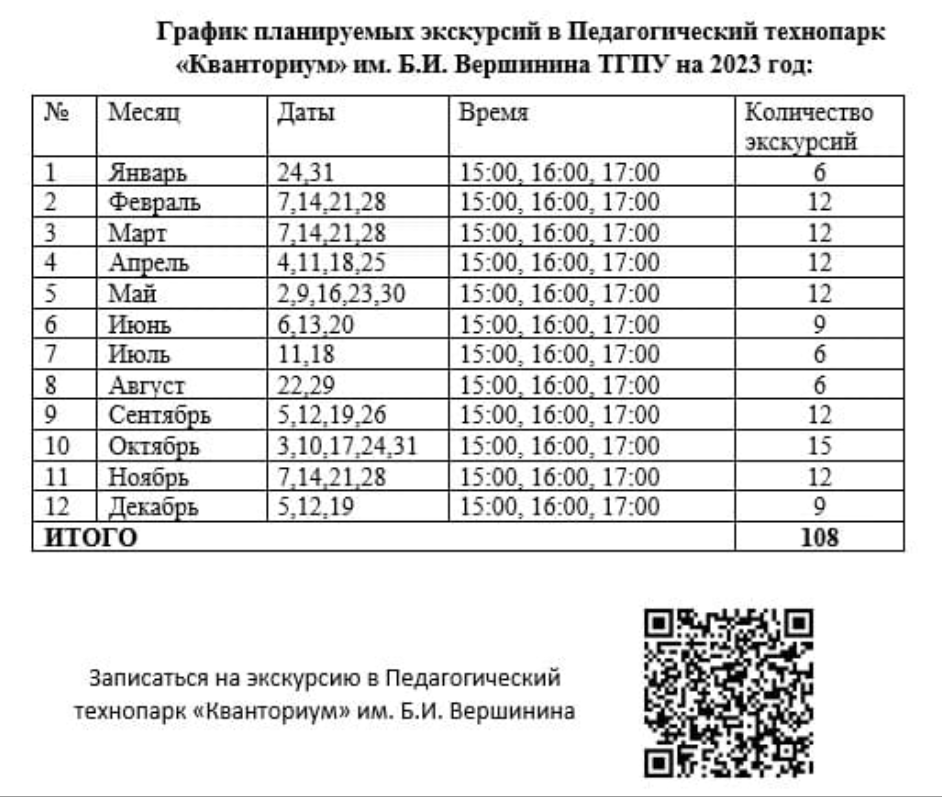 График планируемых экскурсий в Педагогический технопарк
«Кванториум» им. Б.И. Вершинина ТГПУ на 2023 год:
№ Месяц Даты Время Количество экскурсий
1 Январь 24,31 15:00, 16:00, 17:00 6
2 Февраль 7,14,21,28 15:00, 16:00, 17:00 12
3 Март 7,14,21,28 15:00, 16:00, 17:00 12
4 Апрель 4,11,18,25 15:00, 16:00, 17:00 12
5 Май 2,9,16,23,30 15:00, 16:00, 17:00 12
6 Июнь 6,13,20 15:00, 16:00, 17:00 9
7 Июль 11,18 15:00, 16:00, 17:00 6
8 Август 22,29 15:00, 16:00, 17:00 6
9 Сентябрь 5,12,19,26 15:00, 16:00, 17:00 12
10 Октябрь 3,10,17,24,31 15:00, 16:00, 17:00 15
11 Ноябрь 7,14,21,28 15:00, 16:00, 17:00 12
12 Декабрь 5,12,19 15:00, 16:00, 17:00 9
ИТОГО 108
Записаться на экскурсию в Педагогический
технопарк «Кванториум» им. Б.И. Вершинина